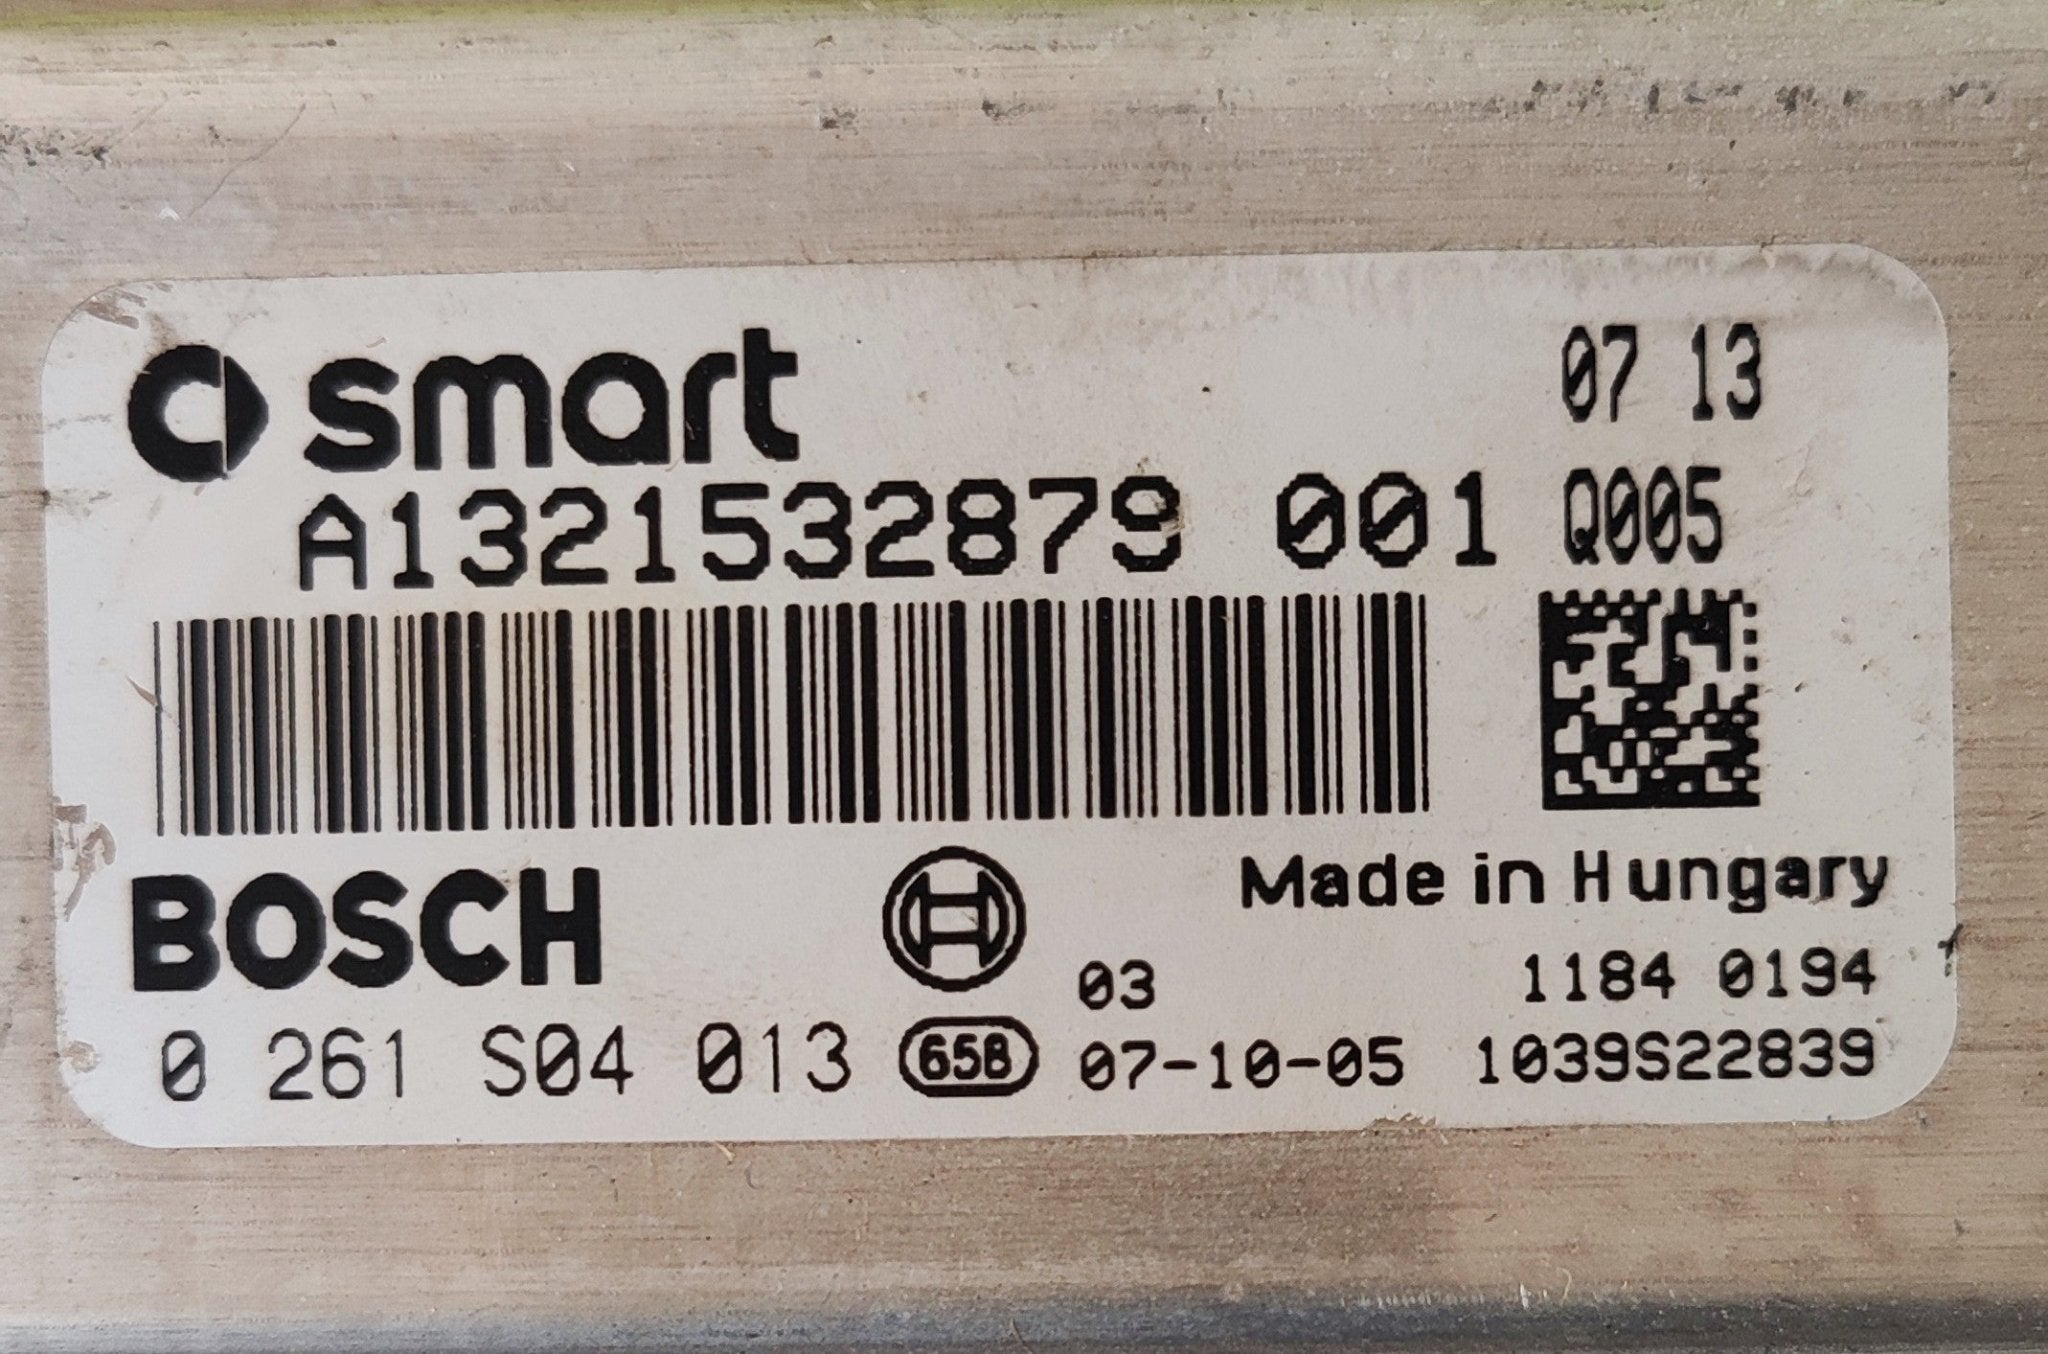 smart 07 13
A1321532879 001 Q005
BOSCH Made in Hungary
03 1184 0194
0 261 S04 013 65B 07-10-05 1039S22839